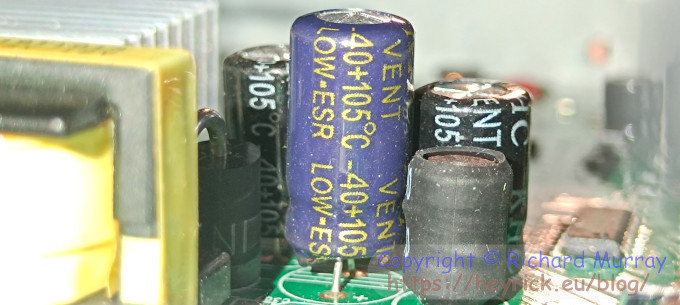 +105°C
VENT VENT
-40+105°C -40+105
LOW-ESR LOW-ES
VENT
105
Copyright © Richard Murray
https://heyrick.eu/blog/